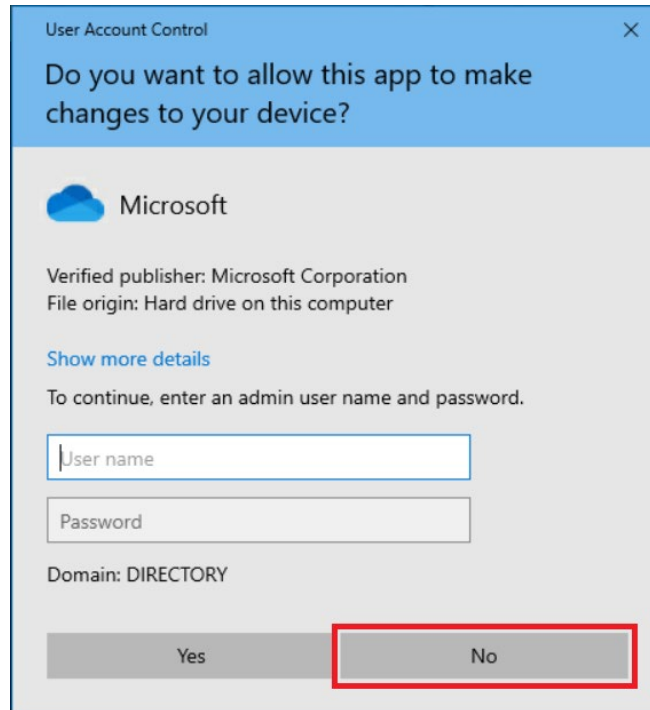 User Account Control
Do you want to allow this app to make
changes to your device?
Microsoft
Verified publisher: Microsoft Corporation
File origin: Hard drive on this computer
Show more details
To continue, enter an admin user name and password.
User name
Password
Domain: DIRECTORY
Yes No